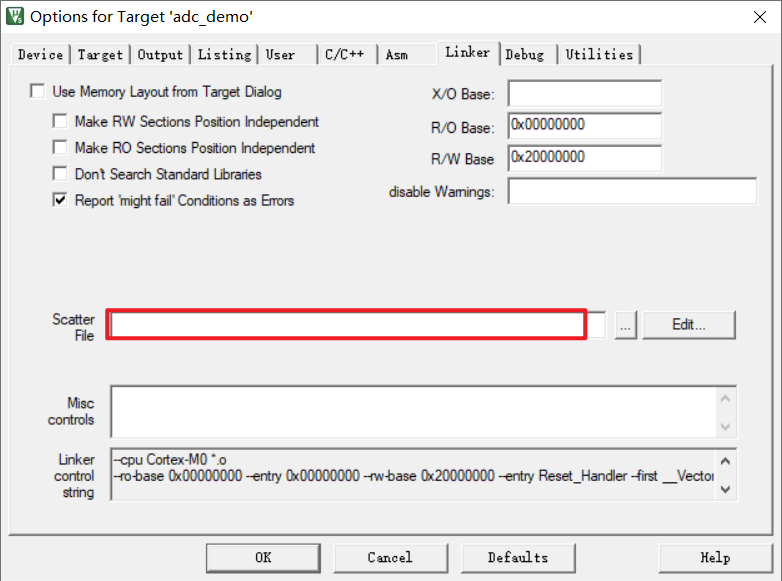 Options for Target 'adc_demo'
Device Target Output Listing User C/C++ Asm Linker Debug Utilities
Use Memory Layout from Target Dialog
X/O Base:
Make RW Sections Position Independent
R/O Base: 0x00000000
Make RO Sections Position Independent
R/W Base 0x20000000
Don't Search Standard Libraries
disable Warnings:
Report 'might fail' Conditions as Errors
Scatter
File
... Edit...
Misc
controls
Linker
control
string
--cpu Cortex-M0 *.o
--ro-base 0x00000000 --entry 0x00000000 --rw-base 0x20000000 --entry Reset_Handler --first __Vector
OK Cancel Defaults Help